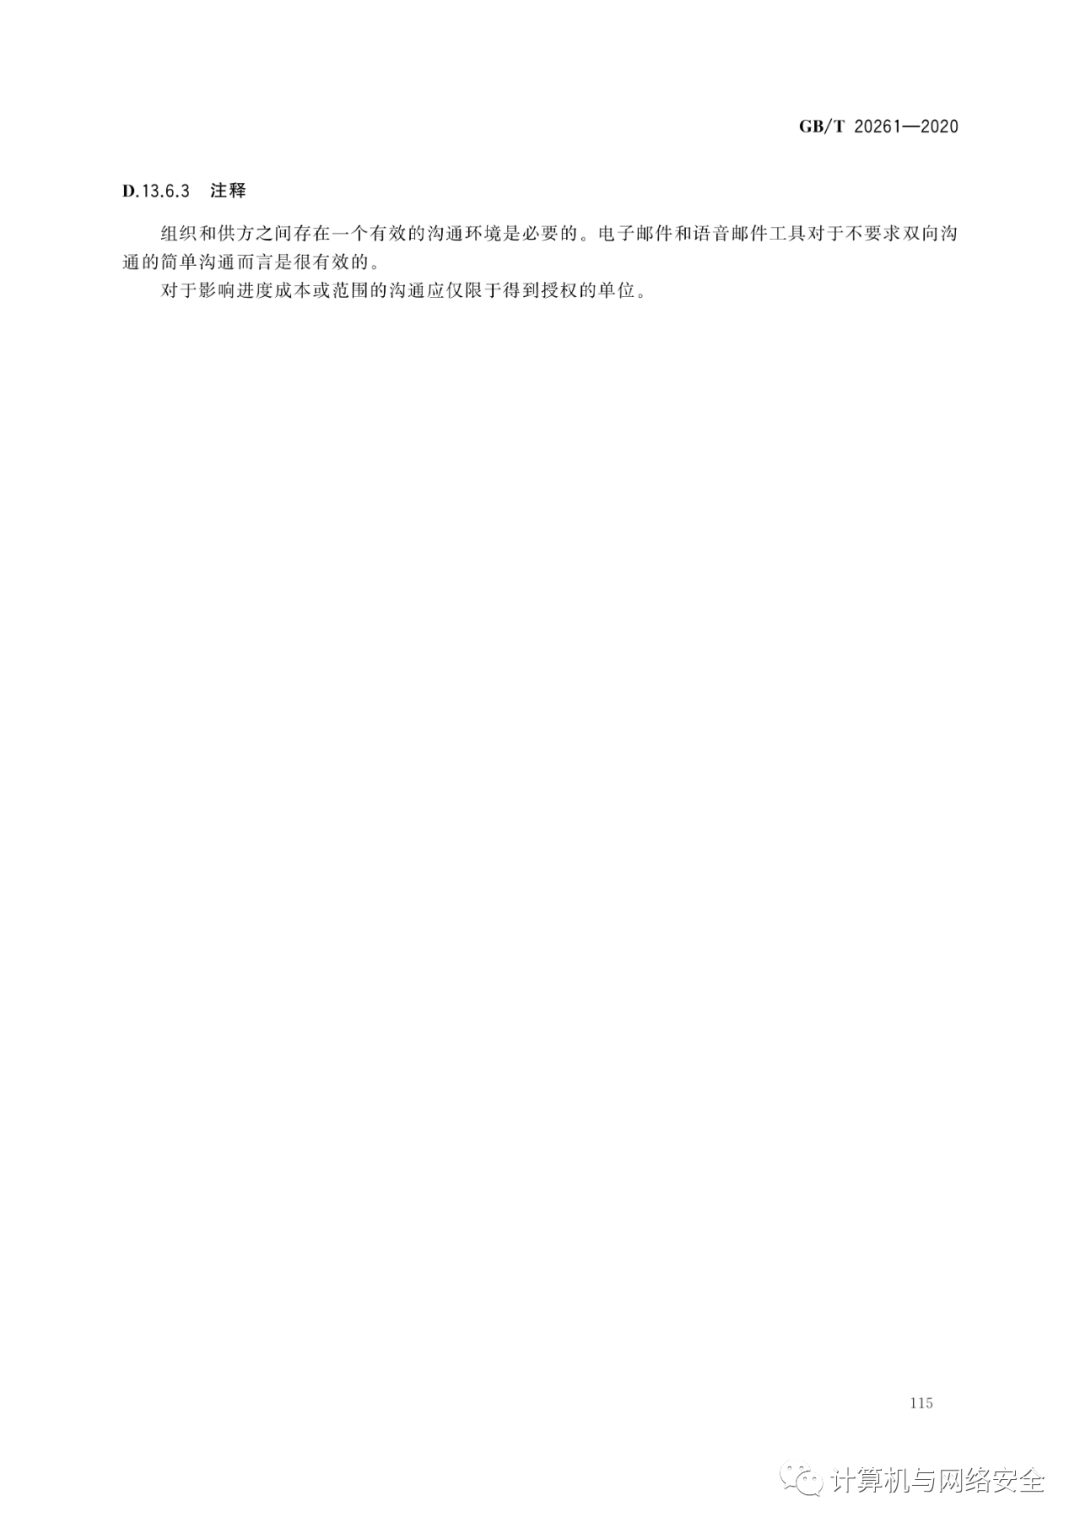 GB/T 20261—2020
D.13.6.3 注释
组织和供方之间存在一个有效的沟通环境是必要的。电子邮件和语音邮件工具对于不要求双向沟
通的简单沟通而言是很有效的。
对于影响进度成本或范围的沟通应仅限于得到授权的单位。
115
计算机与网络安全